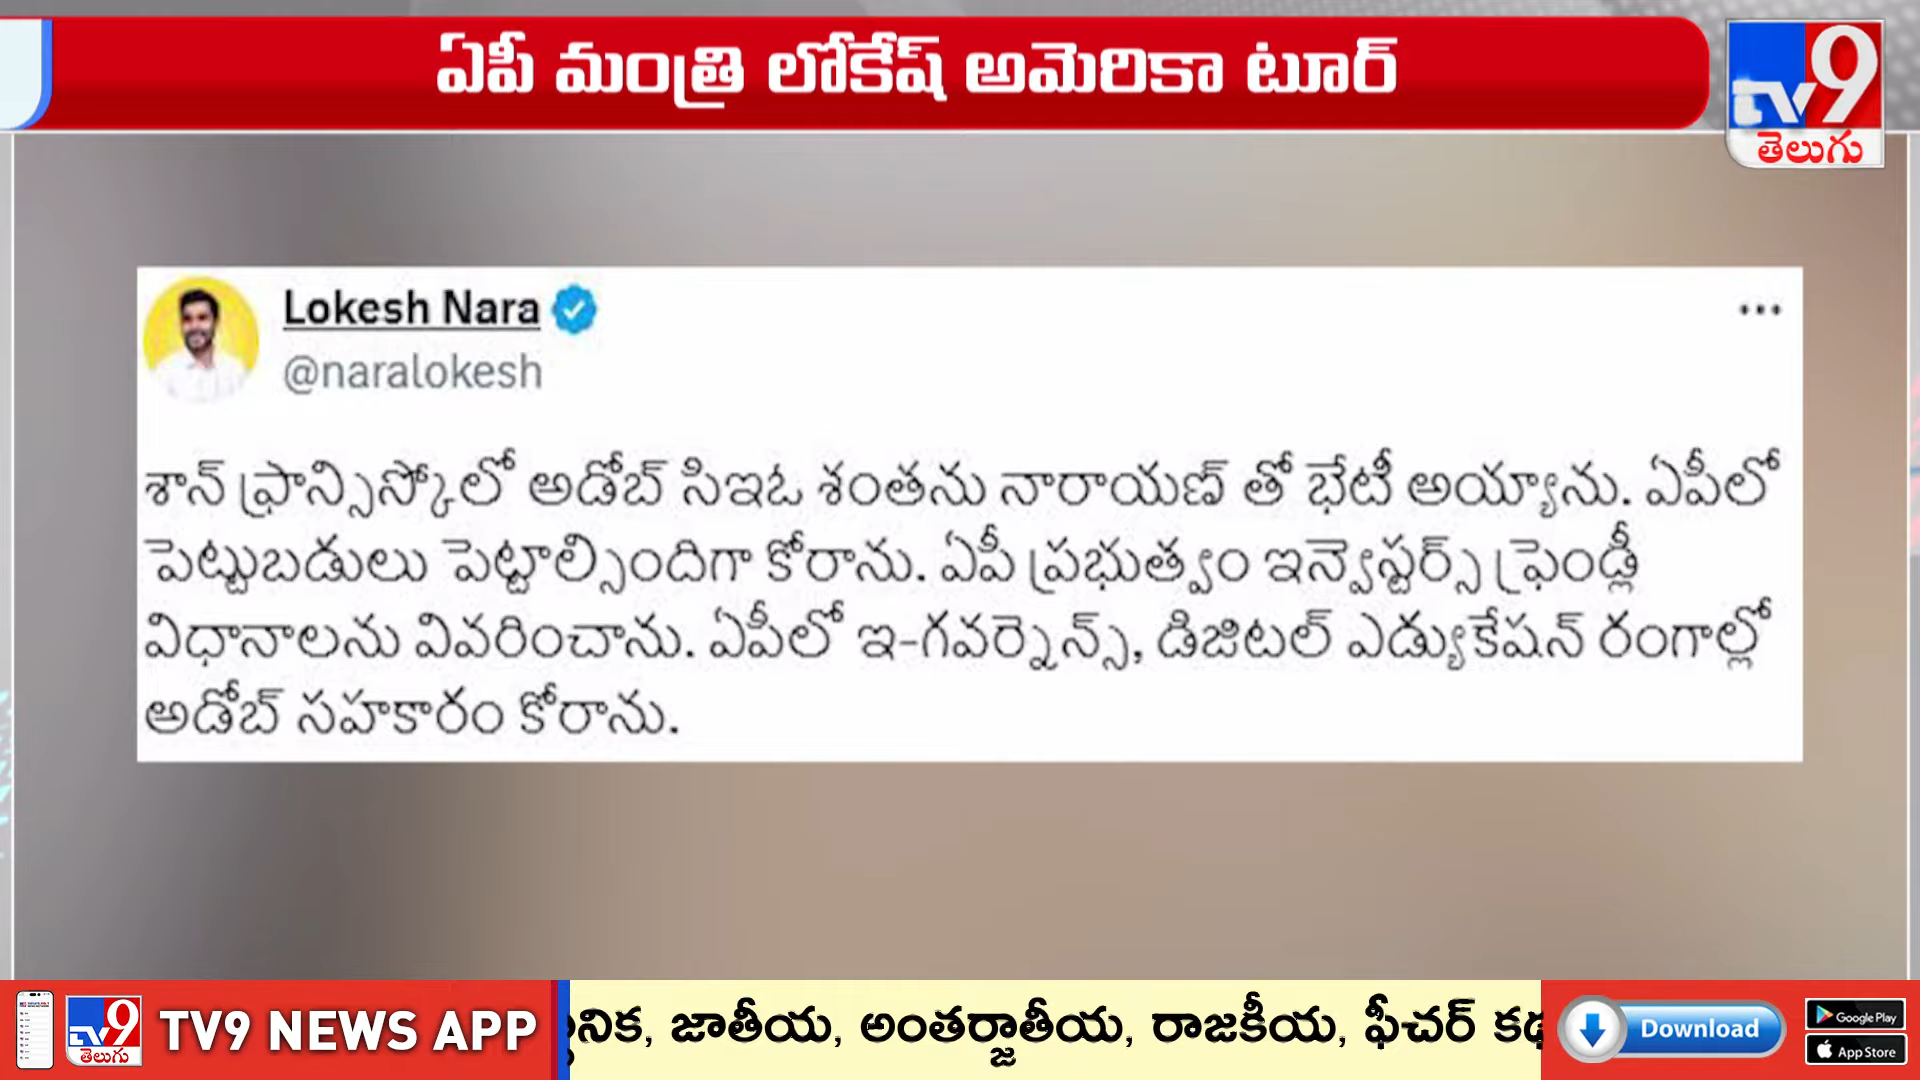 ఏపీ మంత్రి లోకేష్ అమెరికా టూర్
TV9
తెలుగు
Lokesh Nara
@naralokesh
శాన్ ఫ్రాన్సిస్కోలో అడోబ్ సిఇఓ శంతను నారాయణ్ తో భేటీ అయ్యాను. ఏపీలో
పెట్టుబడులు పెట్టాల్సిందిగా కోరాను. ఏపీ ప్రభుత్వం ఇన్వెస్టర్స్ ఫ్రెండ్లీ
విధానాలను వివరించాను. ఏపీలో ఇ-గవర్నెన్స్, డిజిటల్ ఎడ్యుకేషన్ రంగాల్లో
అడోబ్ సహకారం కోరాను.
TV9
తెలుగు
TV9 NEWS APP
జాతీయ, అంతర్జాతీయ, రాజకీయ, ఫీచర్
Download
Google Play
App Store